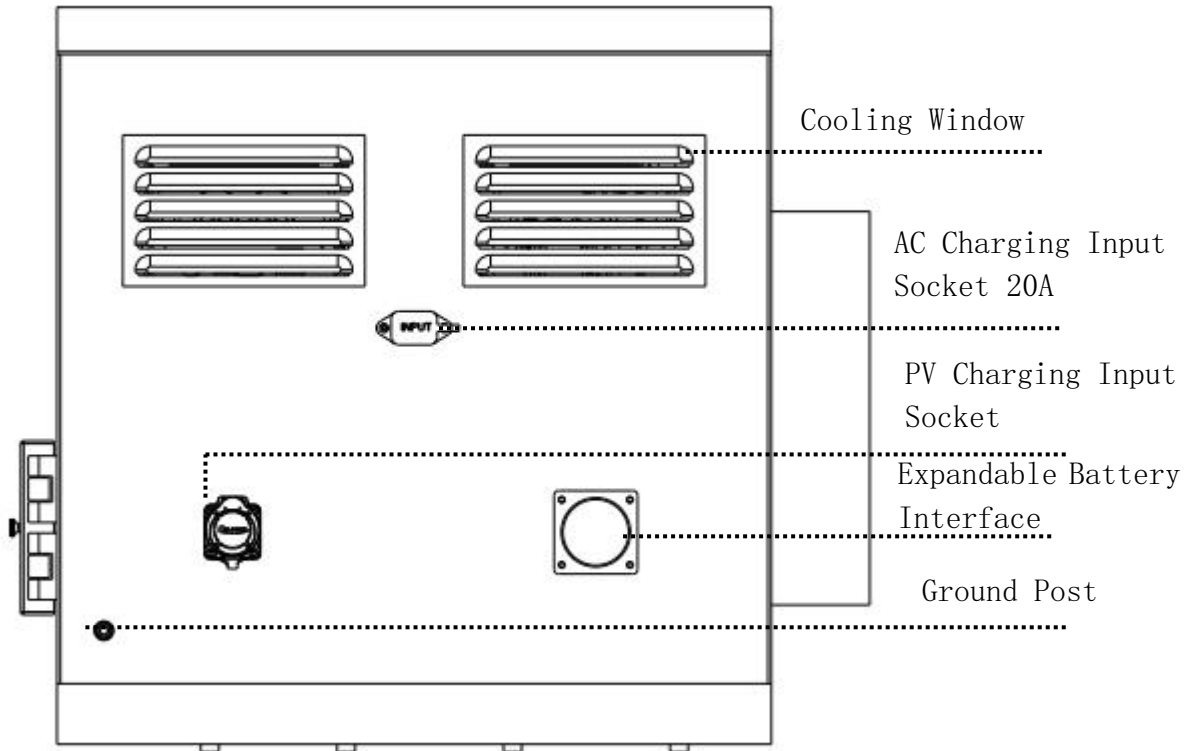 Cooling Window
AC Charging Input
Socket 20A
INPUT
PV Charging Input
Socket
Expandable Battery
Interface
Ground Post